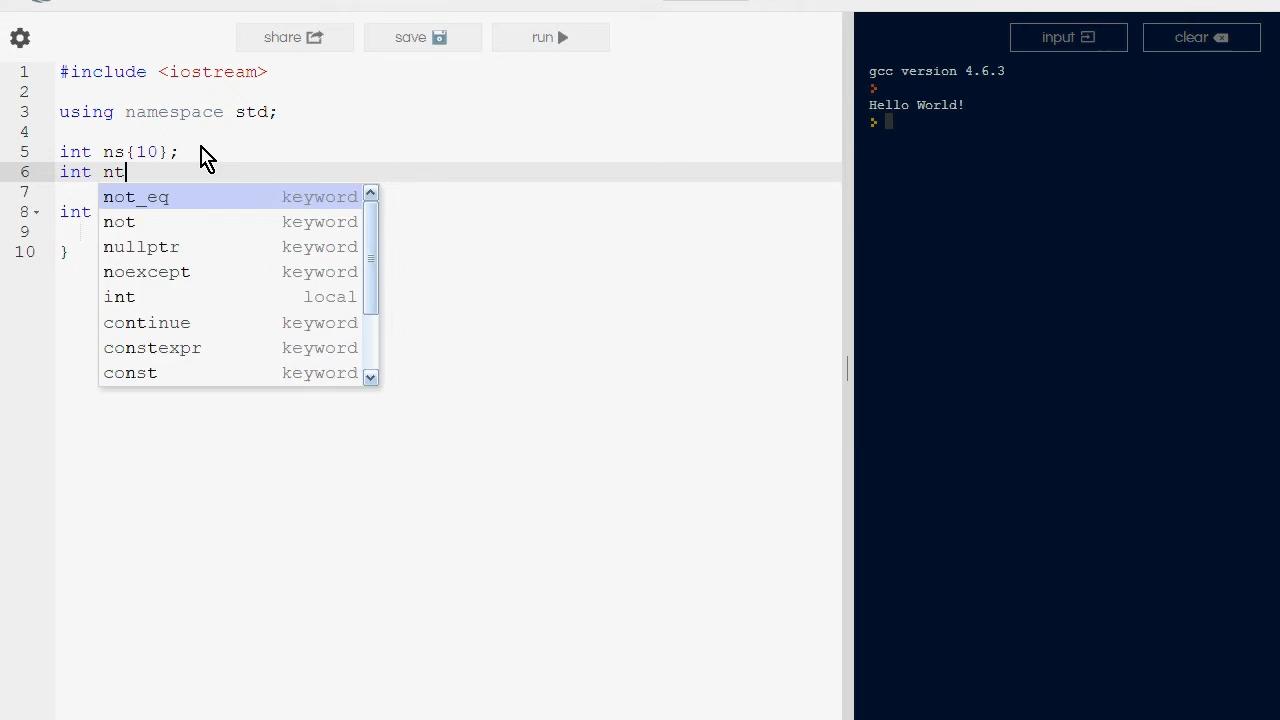 share
save
run
input
clear
1 #include <iostream>
2
3 using namespace std;
4
5 int ns{10};
6 int nt
7
8 int
9
10 }
not_eq keyword
not keyword
nullptr keyword
noexcept keyword
int local
continue keyword
constexpr keyword
const keyword
gcc version 4.6.3
Hello World!